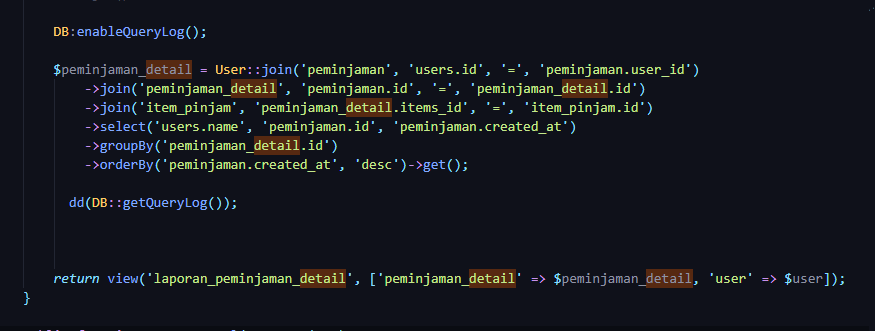 DB:enableQueryLog();
$peminjaman_detail = User::join('peminjaman', 'users.id', '=', 'peminjaman.user_id')
->join('peminjaman_detail', 'peminjaman.id', '=', 'peminjaman_detail.id')
->join('item_pinjam', 'peminjaman_detail.items_id', '=', 'item_pinjam.id')
->select('users.name', 'peminjaman.id', 'peminjaman.created_at')
->groupBy('peminjaman_detail.id')
->orderBy('peminjaman.created_at', 'desc')->get();
dd(DB::getQueryLog());
return view('laporan_peminjaman_detail', ['peminjaman_detail' => $peminjaman_detail, 'user' => $user]);
}